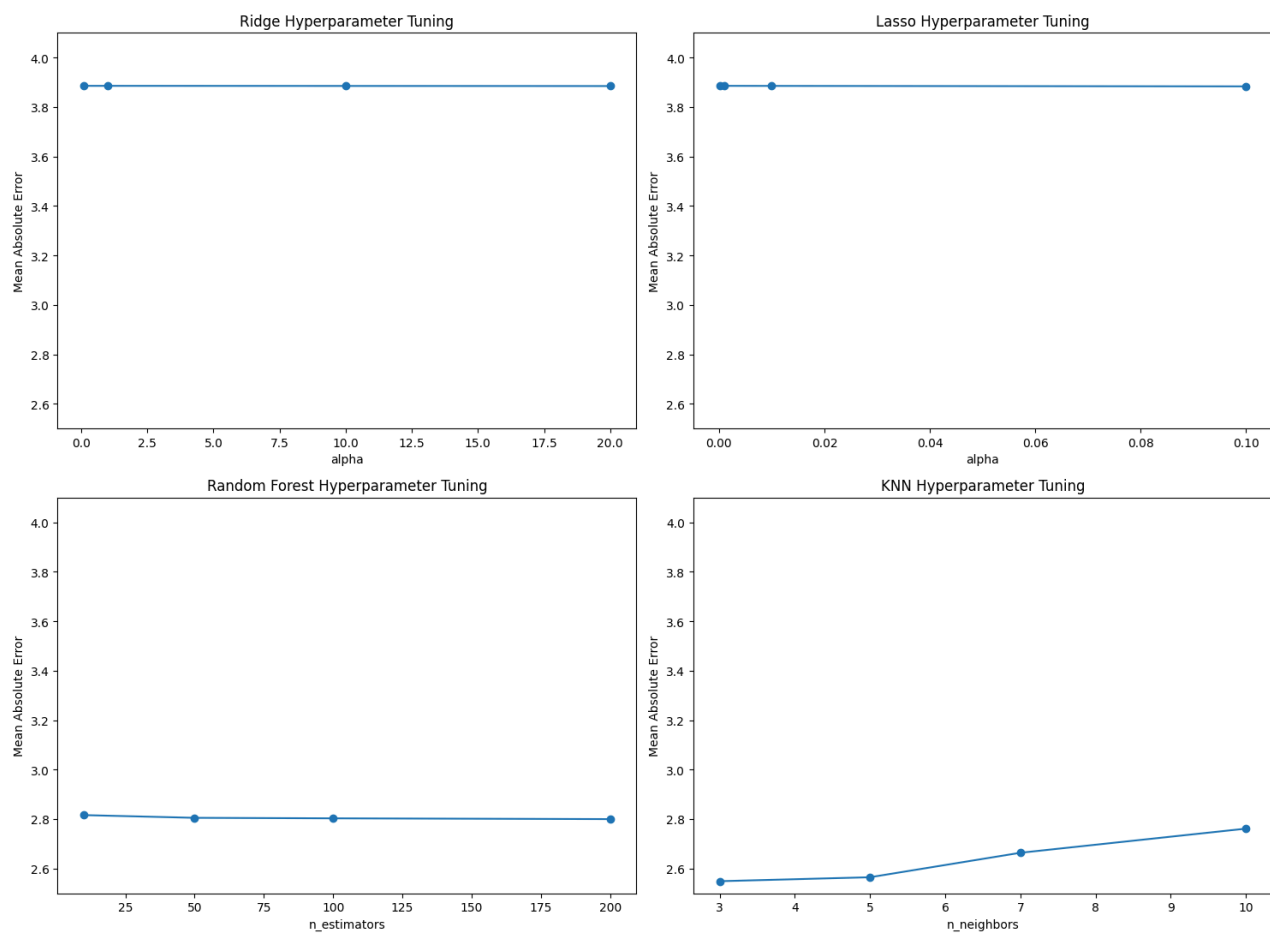 Ridge Hyperparameter Tuning
4.0
3.8
3.6
3.4
3.2
3.0
2.8
2.6
Mean Absolute Error
0.0 2.5 5.0 7.5 10.0 12.5 15.0 17.5 20.0
alpha
Lasso Hyperparameter Tuning
4.0
3.8
3.6
3.4
3.2
3.0
2.8
2.6
Mean Absolute Error
0.00 0.02 0.04 0.06 0.08 0.10
alpha
Random Forest Hyperparameter Tuning
4.0
3.8
3.6
3.4
3.2
3.0
2.8
2.6
Mean Absolute Error
25 50 75 100 125 150 175 200
n_estimators
KNN Hyperparameter Tuning
4.0
3.8
3.6
3.4
3.2
3.0
2.8
2.6
Mean Absolute Error
3 4 5 6 7 8 9 10
n_neighbors